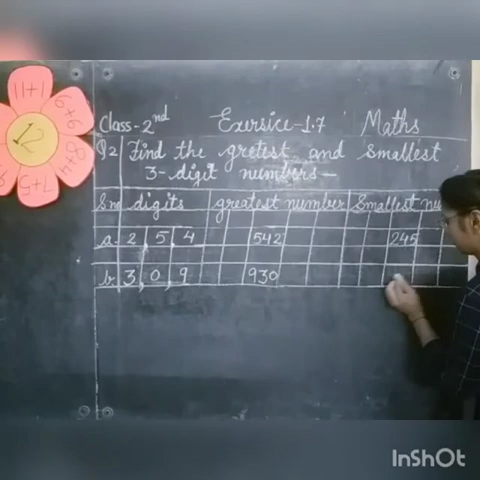 11+1
6+6
8+4
7+5
12
Class-2nd Exersice-1.7 Maths
Q2 Find the gretest and Smallest
3-digit numbers-
S.no digits greatest number Smallest nu
a. 2, 5, 4 542 245
b. 3, 0, 9 930
InShOt